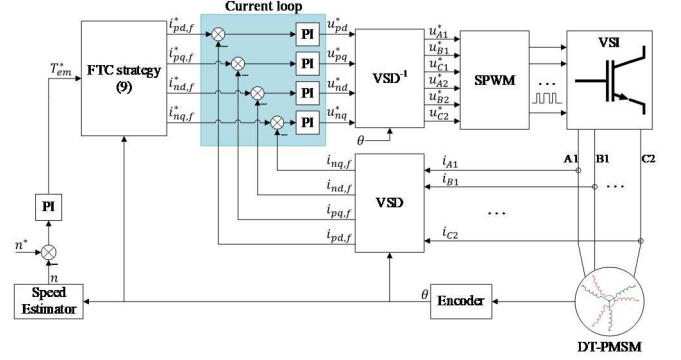 Current loop
i*pd,f
i*pq,f
i*nd,f
i*nq,f
PI
PI
PI
PI
u*pd
u*pq
u*nd
u*nq
VSD⁻¹
θ
u*A1
u*B1
u*C1
u*A2
u*B2
u*C2
SPWM
...
VSI
T*em
FTC strategy
(9)
A1
B1
C2
...
inq,f
ind,f
ipq,f
ipd,f
VSD
iA1
iB1
...
iC2
PI
n*
n
Speed
Estimator
θ
Encoder
DT-PMSM